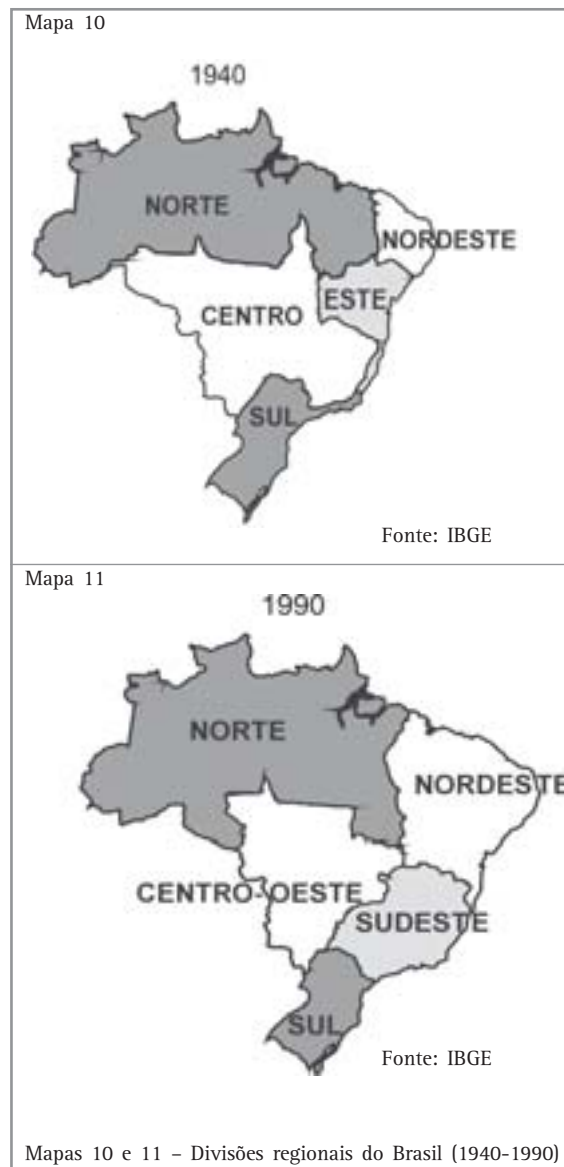 Mapa 10
1940
NORTE
NORDESTE
ESTE
CENTRO
SUL
Fonte: IBGE
Mapa 11
1990
NORTE
NORDESTE
CENTRO-OESTE
SUDESTE
SUL
Fonte: IBGE
Mapas 10 e 11 – Divisões regionais do Brasil (1940-1990)